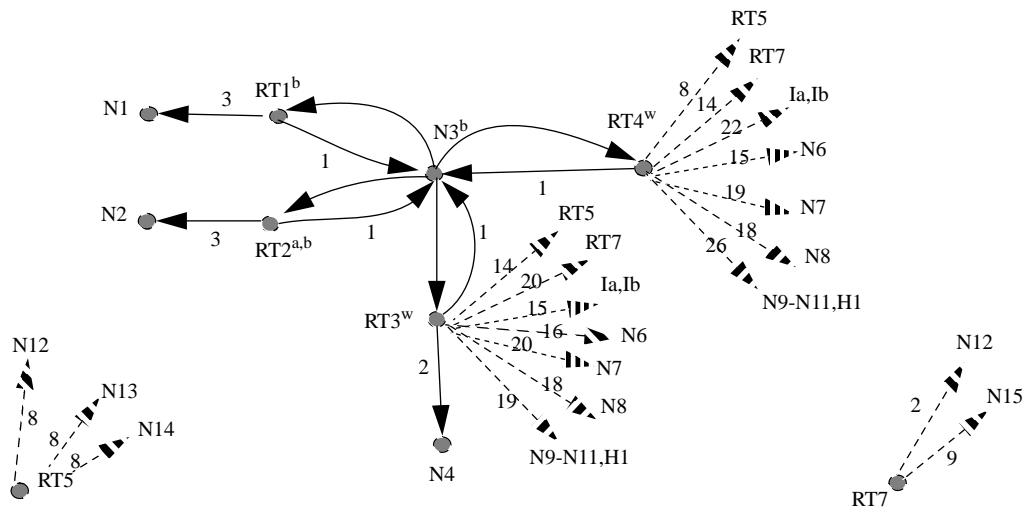 RT5
RT7
8
Ia,Ib
14
N1
3
RT1ᵇ
22
N3ᵇ
RT4ʷ
N6
15
1
1
19
N7
N2
3
RT2ᵃ,ᵇ
1
1
RT5
18
N8
26
RT7
14
20
Ia,Ib
N9-N11,H1
15
RT3ʷ
16
N6
20
N7
N12
2
N12
18
N13
19
N8
2
N15
8
8
N14
N9-N11,H1
8
N4
9
RT5
RT7